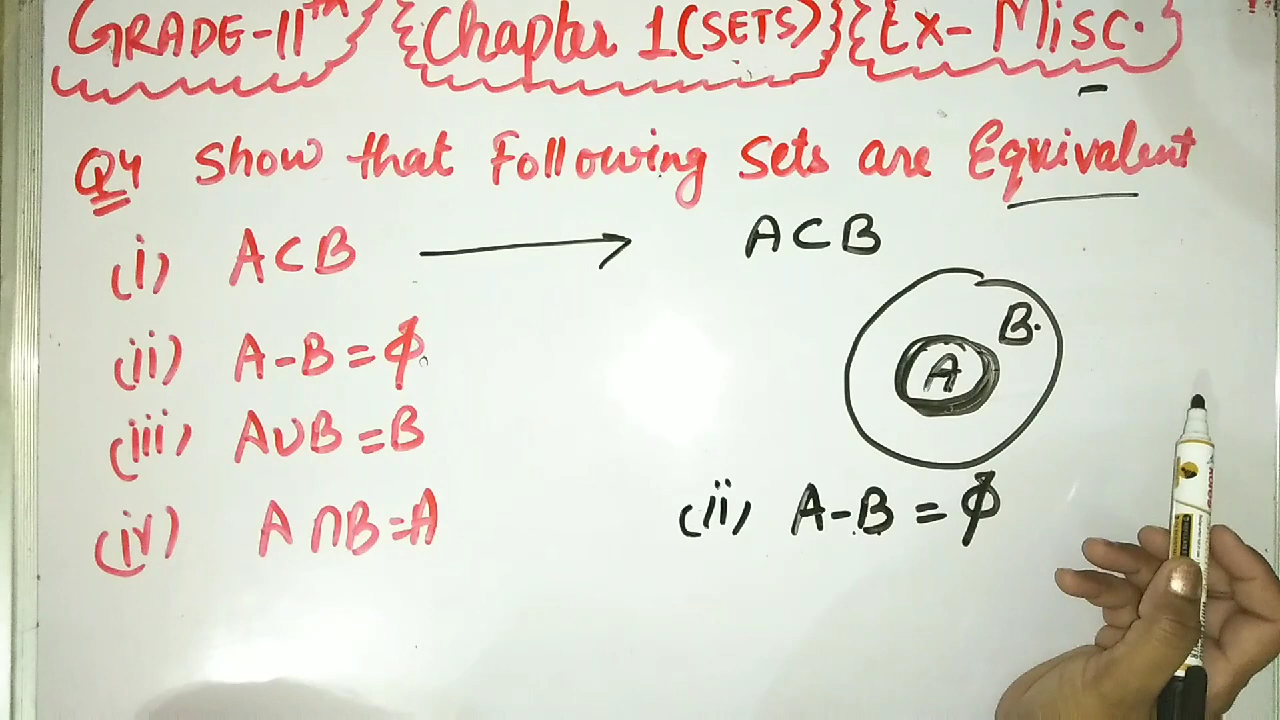 GRADE-11th} {Chapter 1(SETS)} {Ex- Misc.}
Q4 Show that Following Sets are Equivalent
(i) A⊂B → A⊂B
B.
A
(ii) A-B=ϕ
(iii) A∪B=B
(iv) A∩B=A
(ii) A-B=ϕ